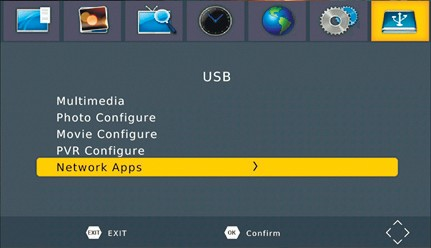 USB
Multimedia
Photo Configure
Movie Configure
PVR Configure
Network Apps >
EXIT EXIT OK Confirm